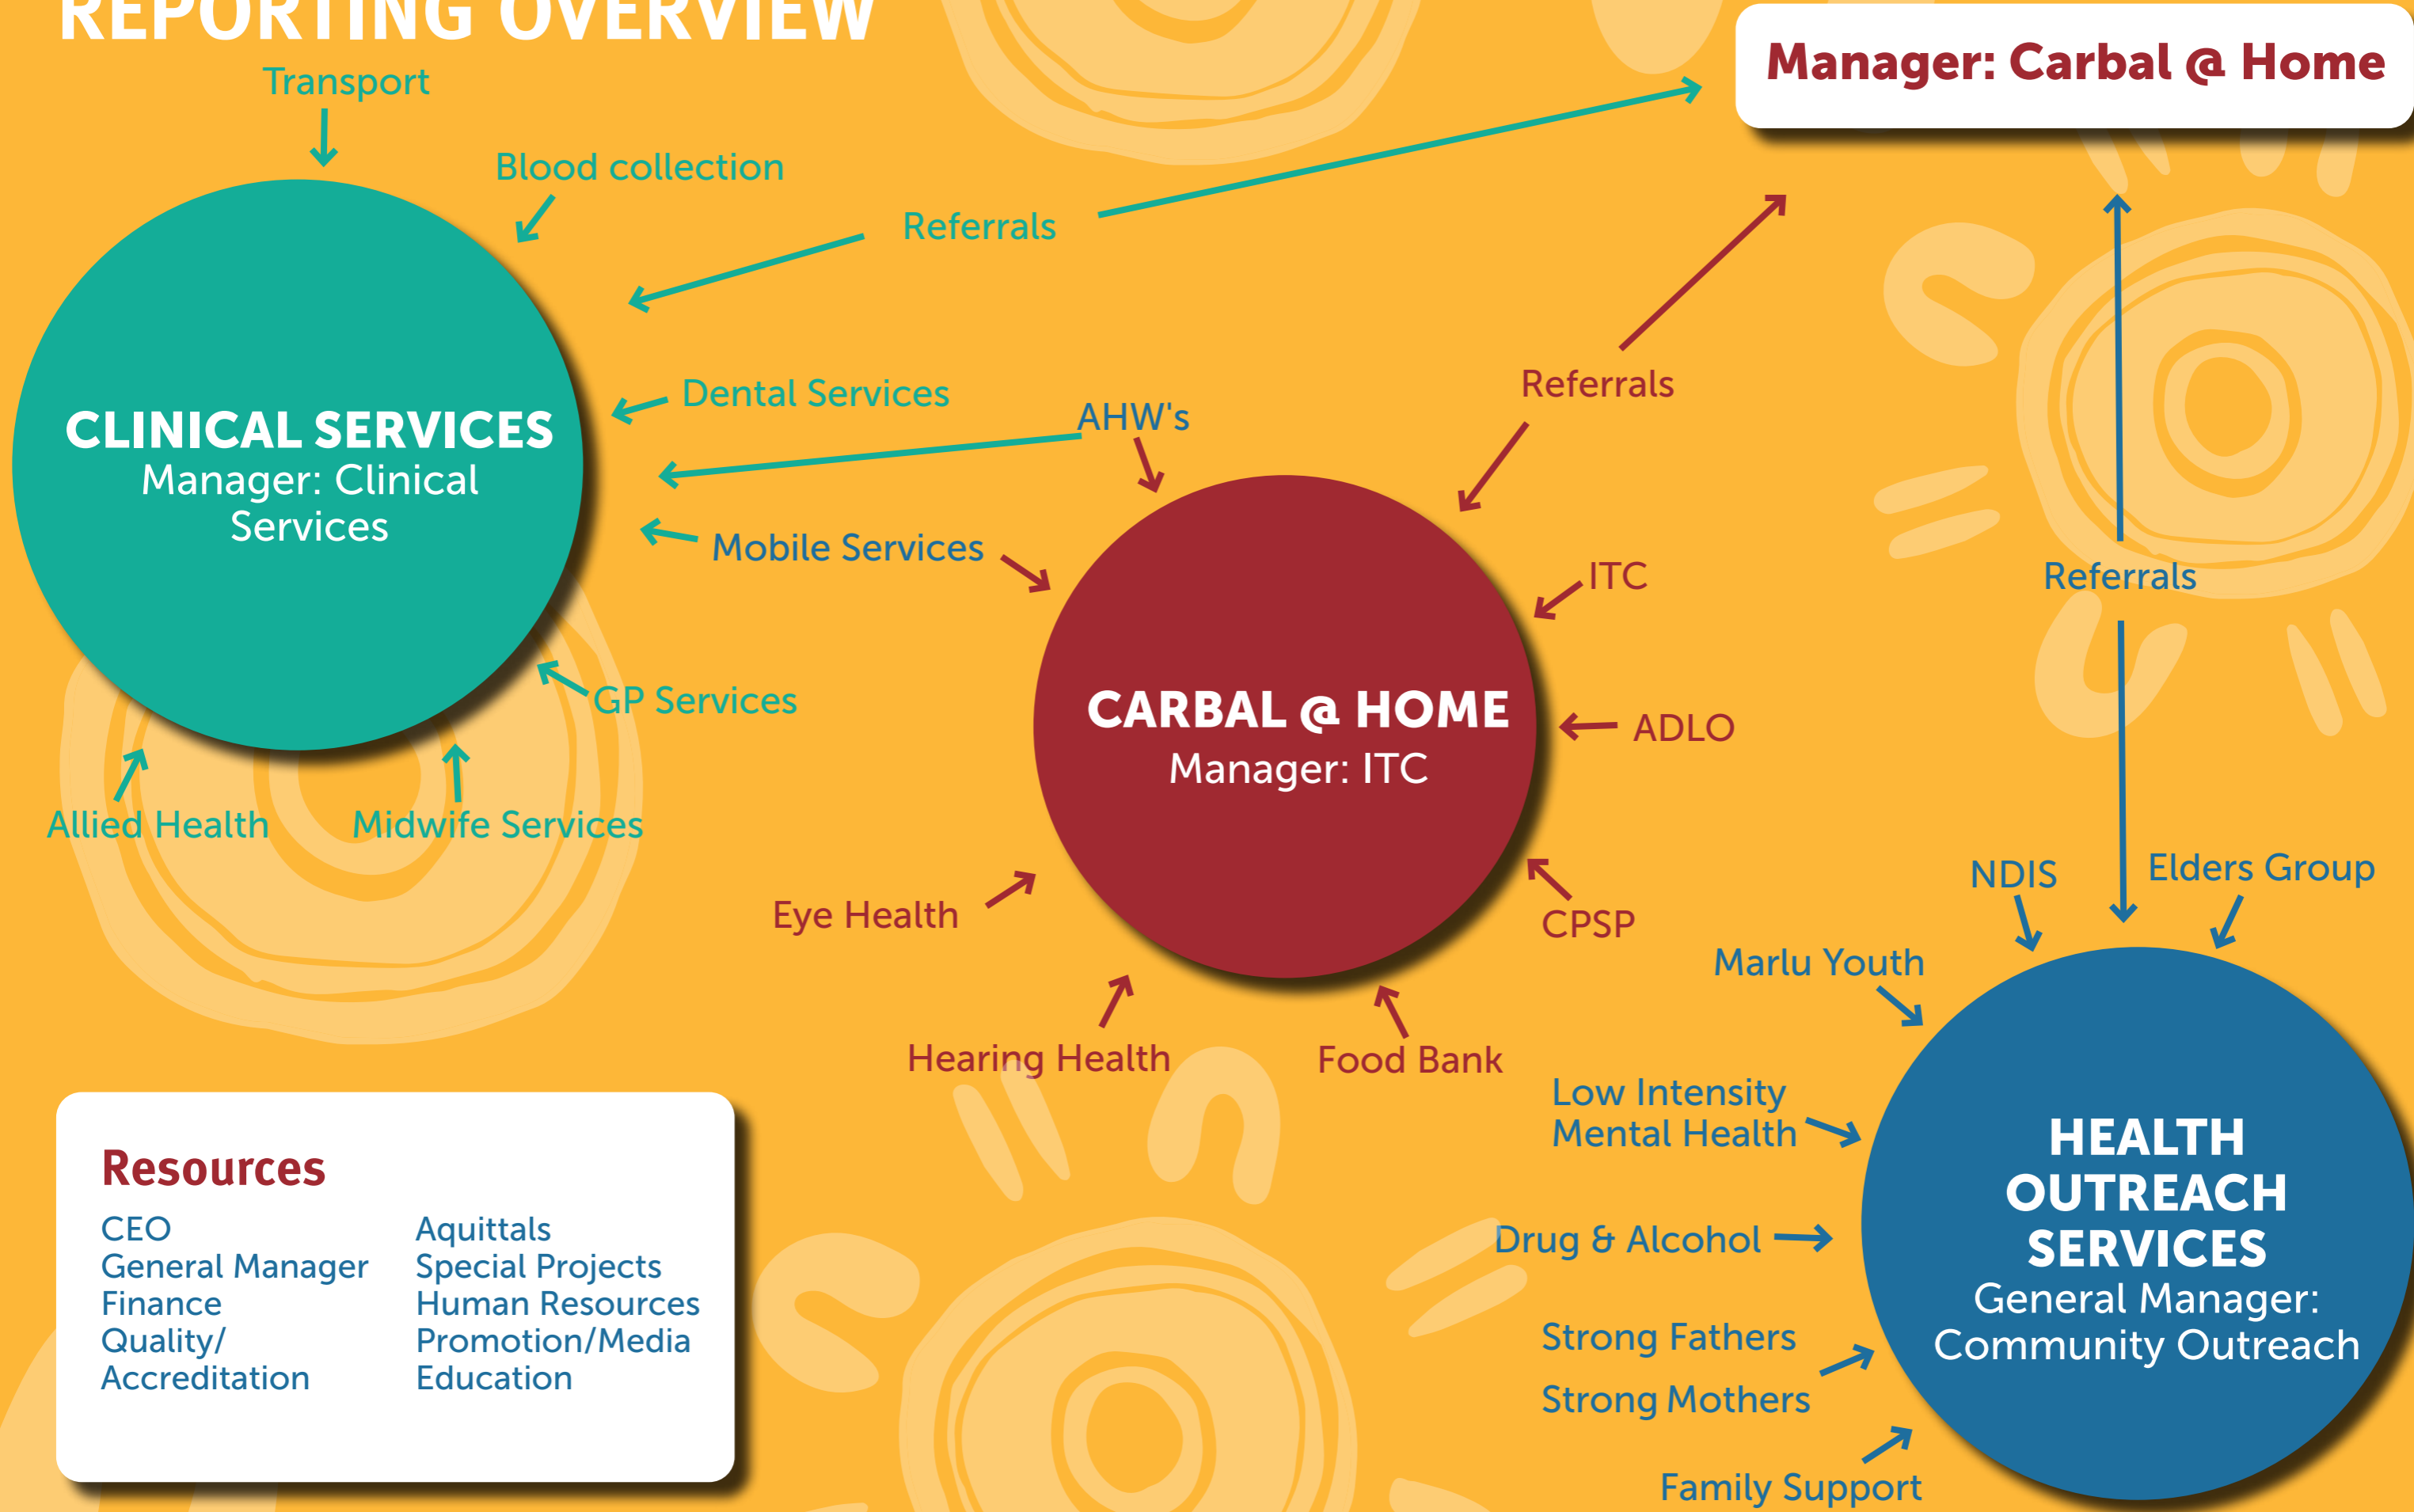 REPORTING OVERVIEW
Manager: Carbal @ Home
Transport
Blood collection
Referrals
Dental Services
AHW's
Mobile Services
GP Services
Allied Health
Midwife Services
CLINICAL SERVICES
Manager: Clinical
Services
Referrals
ITC
ADLO
CPSP
Food Bank
Hearing Health
Eye Health
CARBAL @ HOME
Manager: ITC
Referrals
NDIS
Elders Group
Marlu Youth
Low Intensity
Mental Health
Drug & Alcohol
Strong Fathers
Strong Mothers
Family Support
HEALTH
OUTREACH
SERVICES
General Manager:
Community Outreach
Resources
CEO
General Manager
Finance
Quality/
Accreditation
Aquittals
Special Projects
Human Resources
Promotion/Media
Education